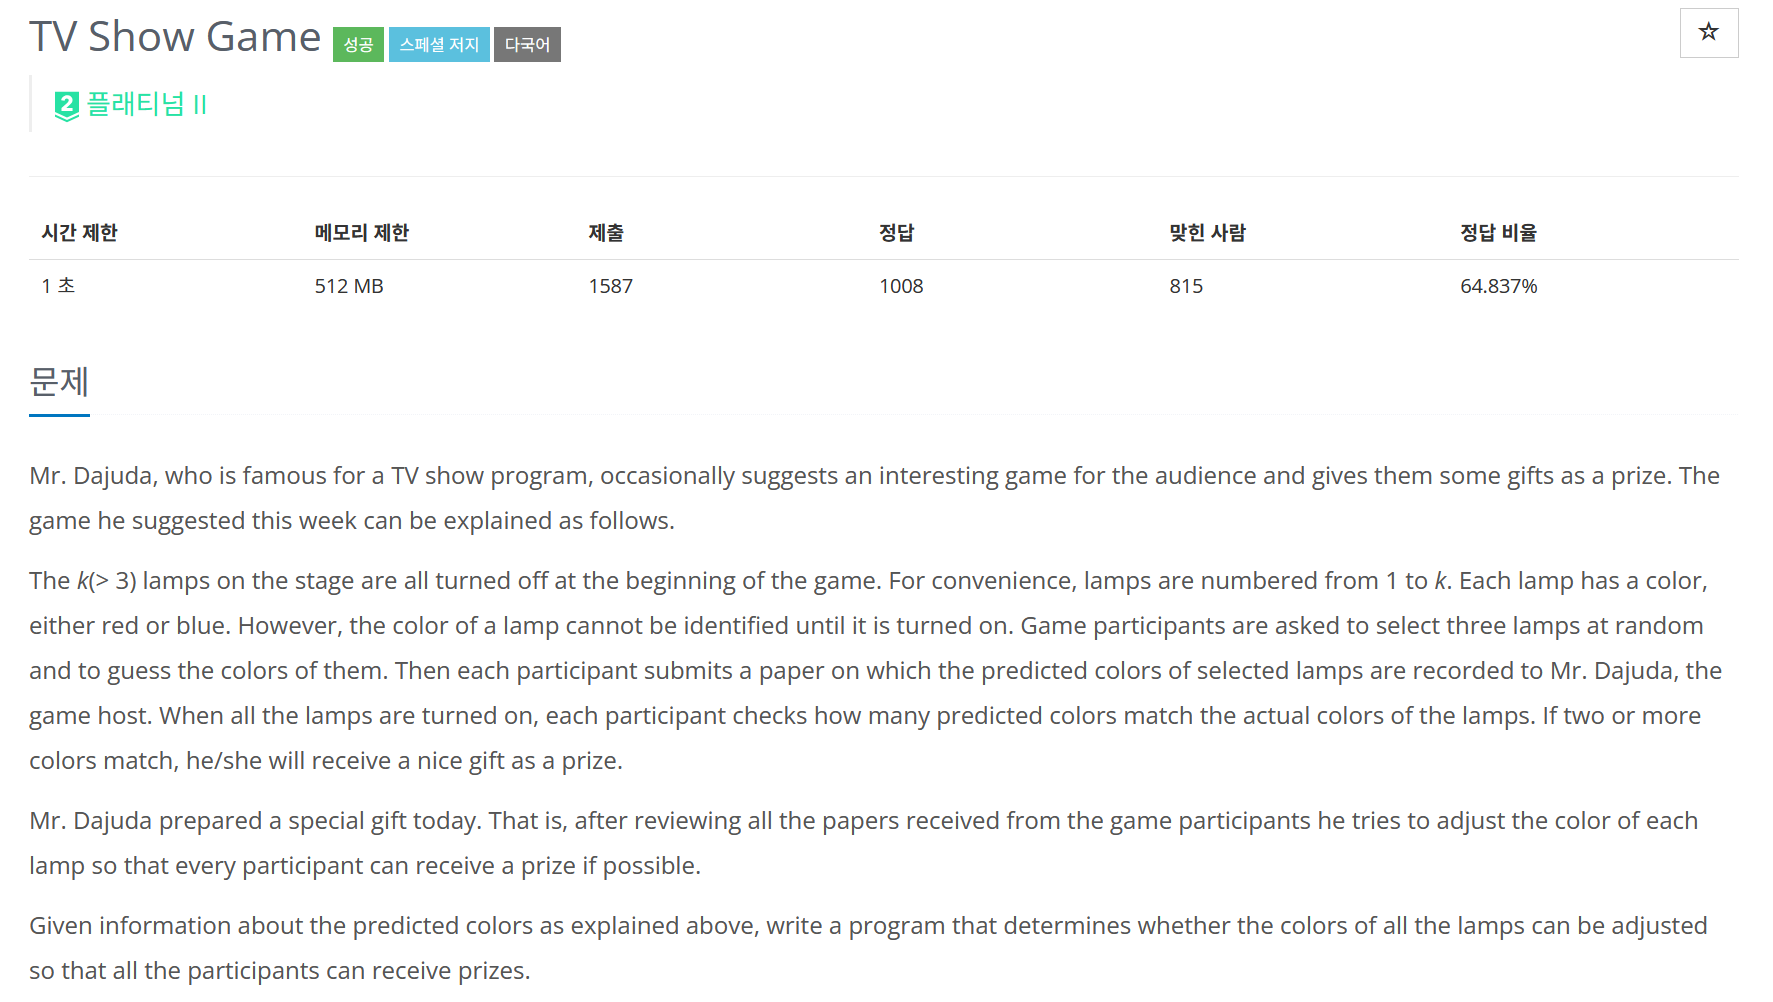 TV Show Game 성공 스페셜 저지 다국어
☆
2 플래티넘 II
시간 제한 메모리 제한 제출 정답 맞힌 사람 정답 비율
1 초 512 MB 1587 1008 815 64.837%
문제
Mr. Dajuda, who is famous for a TV show program, occasionally suggests an interesting game for the audience and gives them some gifts as a prize. The
game he suggested this week can be explained as follows.
The k(> 3) lamps on the stage are all turned off at the beginning of the game. For convenience, lamps are numbered from 1 to k. Each lamp has a color,
either red or blue. However, the color of a lamp cannot be identified until it is turned on. Game participants are asked to select three lamps at random
and to guess the colors of them. Then each participant submits a paper on which the predicted colors of selected lamps are recorded to Mr. Dajuda, the
game host. When all the lamps are turned on, each participant checks how many predicted colors match the actual colors of the lamps. If two or more
colors match, he/she will receive a nice gift as a prize.
Mr. Dajuda prepared a special gift today. That is, after reviewing all the papers received from the game participants he tries to adjust the color of each
lamp so that every participant can receive a prize if possible.
Given information about the predicted colors as explained above, write a program that determines whether the colors of all the lamps can be adjusted
so that all the participants can receive prizes.